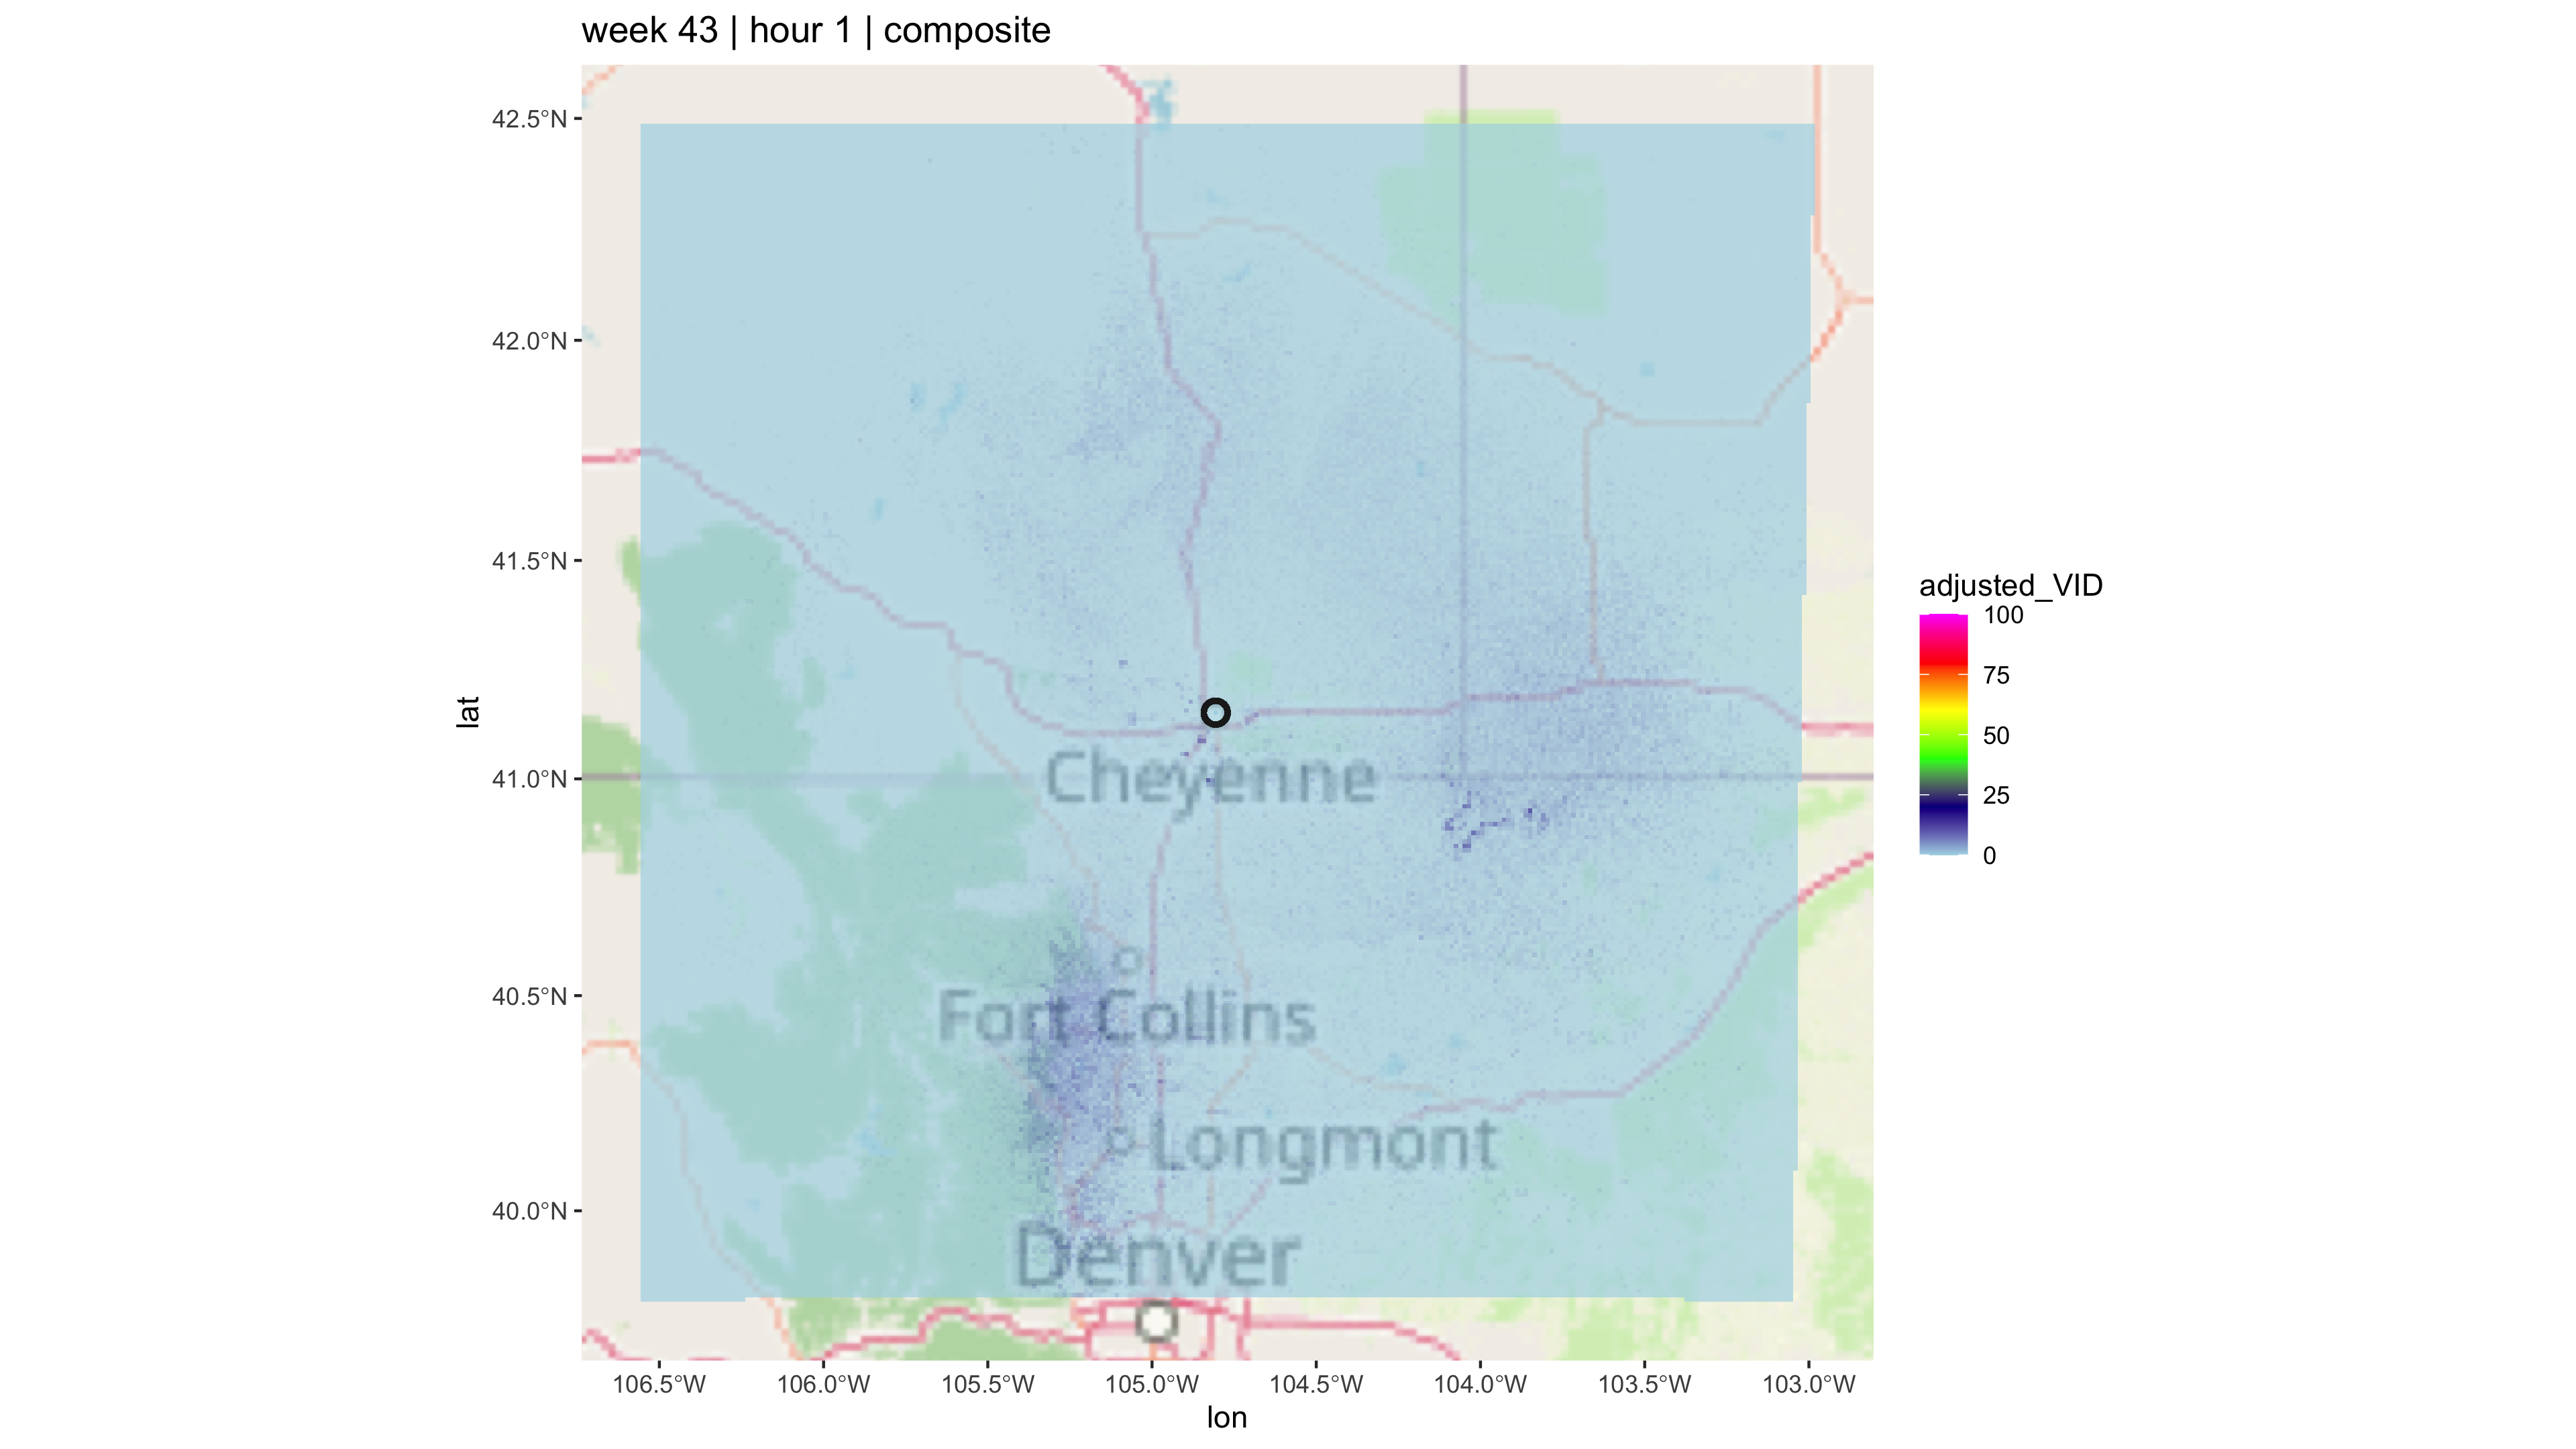 week 43 | hour 1 | composite
42.5°N
42.0°N
41.5°N
41.0°N
40.5°N
40.0°N
lat
Cheyenne
Fort Collins
Longmont
Denver
106.5°W 106.0°W 105.5°W 105.0°W 104.5°W 104.0°W 103.5°W 103.0°W
lon
adjusted_VID
100
75
50
25
0